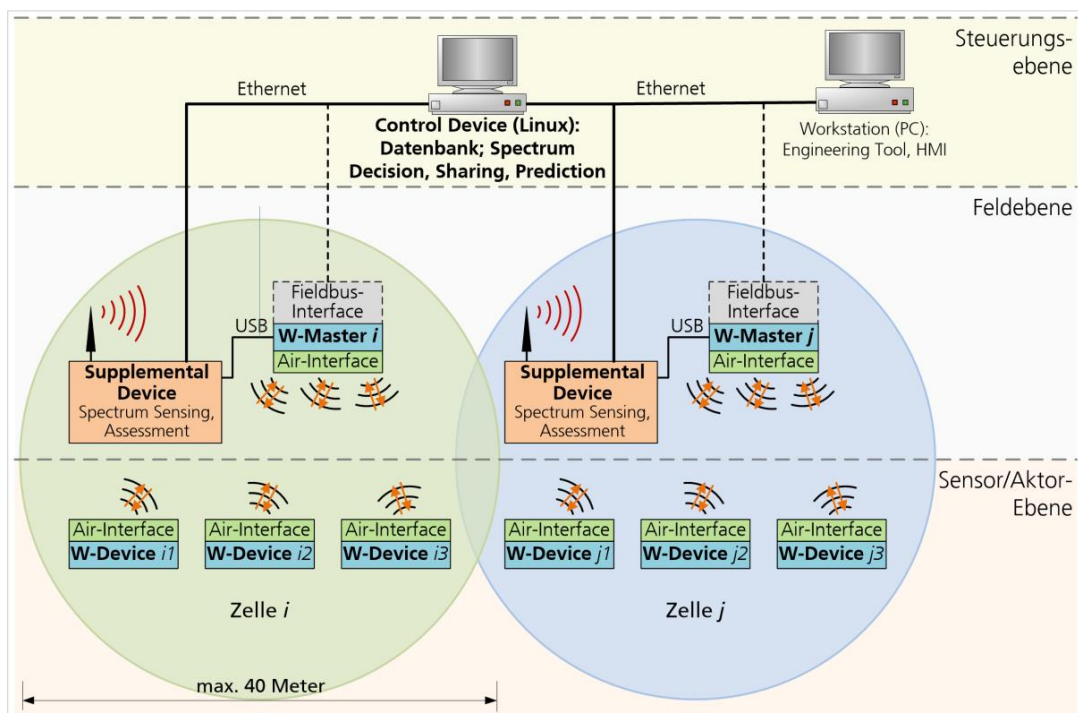 Steuerungs-
ebene
Ethernet
Ethernet
Control Device (Linux):
Datenbank; Spectrum
Decision, Sharing, Prediction
Workstation (PC):
Engineering Tool, HMI
Feldebene
Fieldbus-
Interface
W-Master i
Air-Interface
USB
Supplemental
Device
Spectrum Sensing,
Assessment
Fieldbus-
Interface
W-Master j
Air-Interface
USB
Supplemental
Device
Spectrum Sensing,
Assessment
Sensor/Aktor-
Ebene
Air-Interface
W-Device i1
Air-Interface
W-Device i2
Air-Interface
W-Device i3
Air-Interface
W-Device j1
Air-Interface
W-Device j2
Air-Interface
W-Device j3
Zelle i
Zelle j
max. 40 Meter